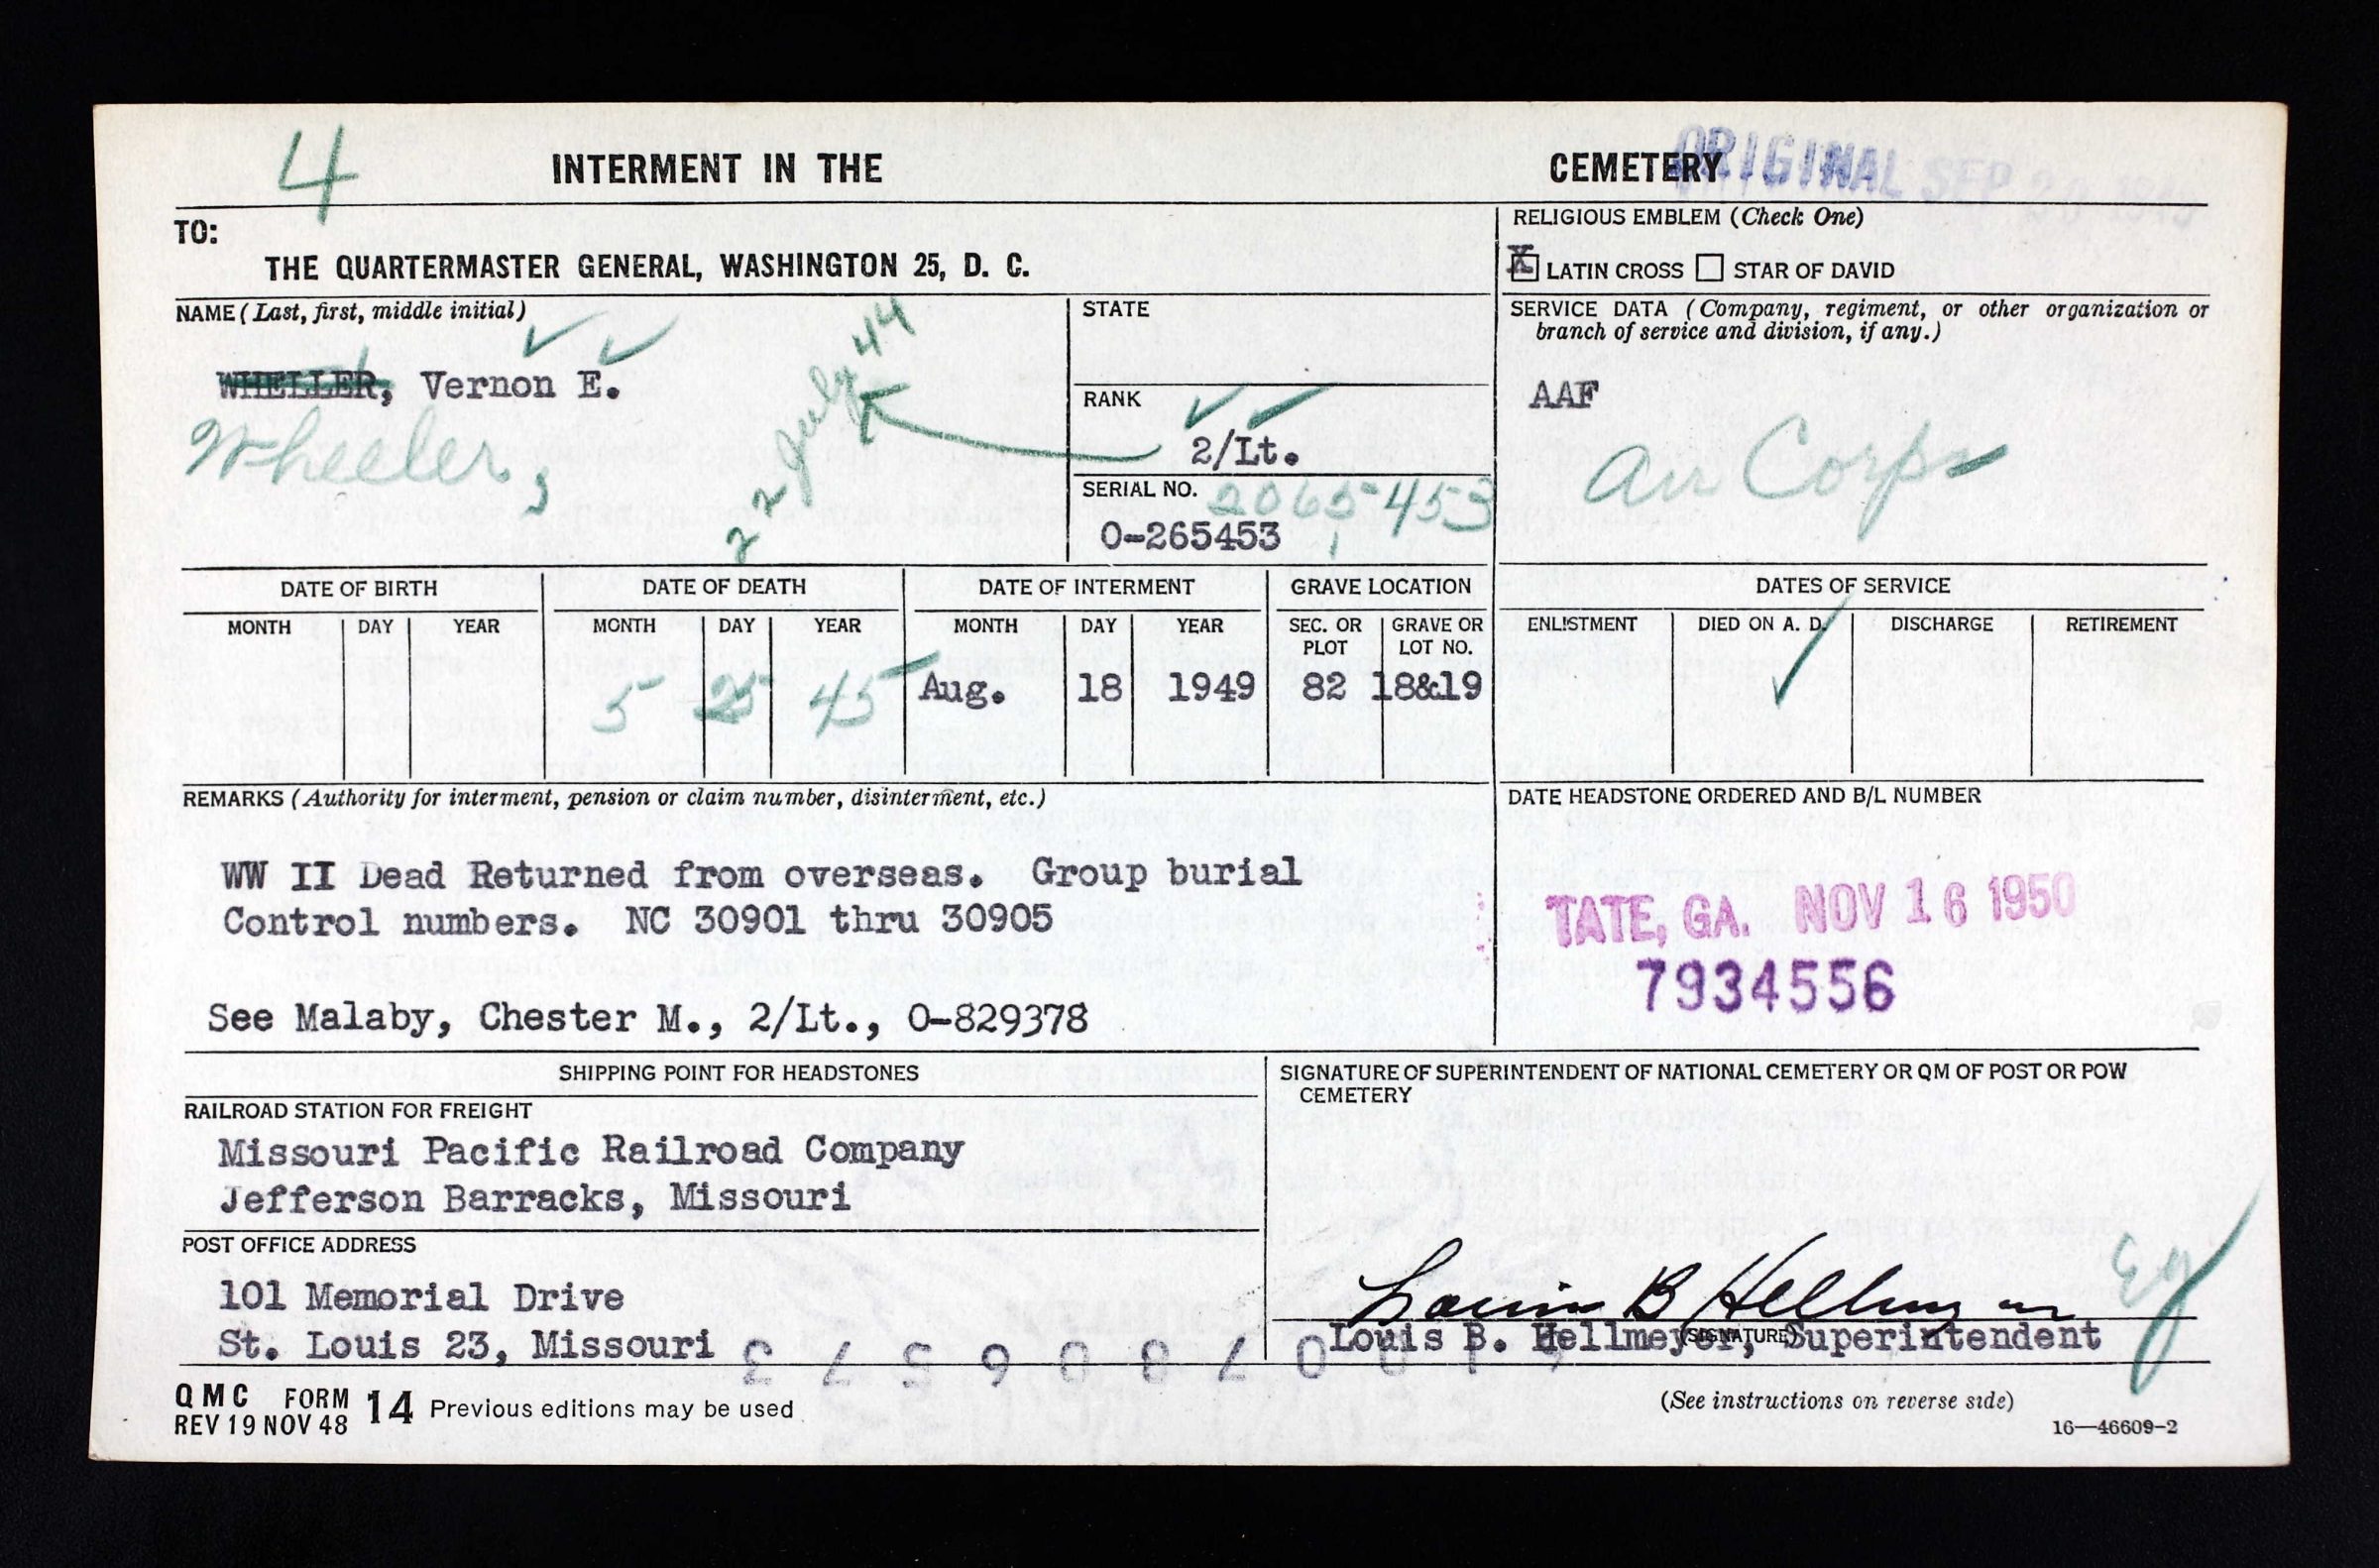 4
INTERMENT IN THE CEMETERY
ORIGINAL SEP 20 1949
TO:
THE QUARTERMASTER GENERAL, WASHINGTON 25, D. C.
RELIGIOUS EMBLEM (Check One)
X LATIN CROSS STAR OF DAVID
NAME (Last, first, middle initial)
WHELLER, Vernon E.
Wheeler,
22 July 44
STATE
RANK
2/Lt.
SERIAL NO.
2065453
O-265453
SERVICE DATA (Company, regiment, or other organization or
branch of service and division, if any.)
AAF
Air Corps
DATE OF BIRTH
MONTH DAY YEAR
DATE OF DEATH
MONTH DAY YEAR
5 25 45
DATE OF INTERMENT
MONTH DAY YEAR
Aug. 18 1949
GRAVE LOCATION
SEC. OR PLOT
GRAVE OR LOT NO.
82 18&19
DATES OF SERVICE
ENLISTMENT DIED ON A. D. DISCHARGE RETIREMENT
REMARKS (Authority for interment, pension or claim number, disinterment, etc.)
WW II Dead Returned from overseas. Group burial
Control numbers. NC 30901 thru 30905
See Malaby, Chester M., 2/Lt., O-829378
DATE HEADSTONE ORDERED AND B/L NUMBER
TATE, GA. NOV 16 1950
7934556
SHIPPING POINT FOR HEADSTONES
RAILROAD STATION FOR FREIGHT
Missouri Pacific Railroad Company
Jefferson Barracks, Missouri
POST OFFICE ADDRESS
101 Memorial Drive
St. Louis 23, Missouri
SIGNATURE OF SUPERINTENDENT OF NATIONAL CEMETERY OR QM OF POST OR POW
CEMETERY
Louis B Hellmeyer
Louis B. Hellmeyer, Superintendent
(SIGNATURE)
QMC FORM 14 Previous editions may be used
REV 19 NOV 48
(See instructions on reverse side)
16—46609-2